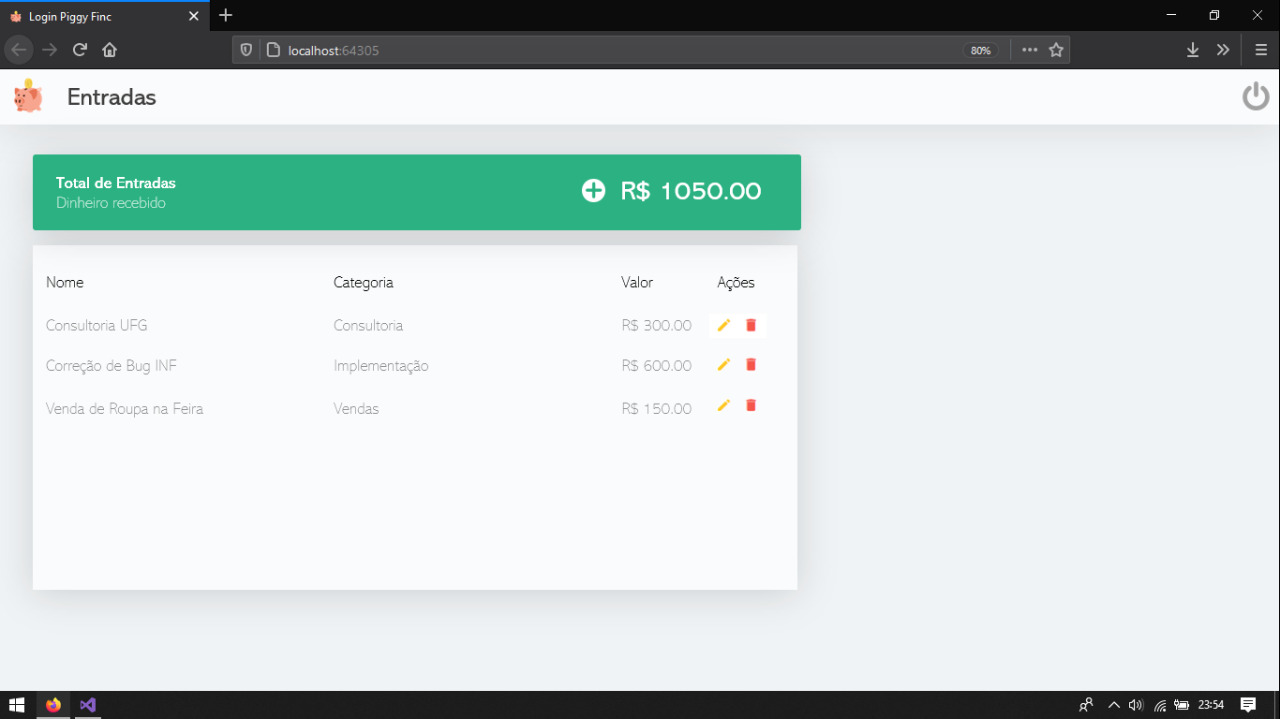 Login Piggy Finc
localhost:64305
80%
Entradas
Total de Entradas
Dinheiro recebido
R$ 1050.00
Nome Categoria Valor Ações
Consultoria UFG Consultoria R$ 300.00
Correção de Bug INF Implementação R$ 600.00
Venda de Roupa na Feira Vendas R$ 150.00
23:54